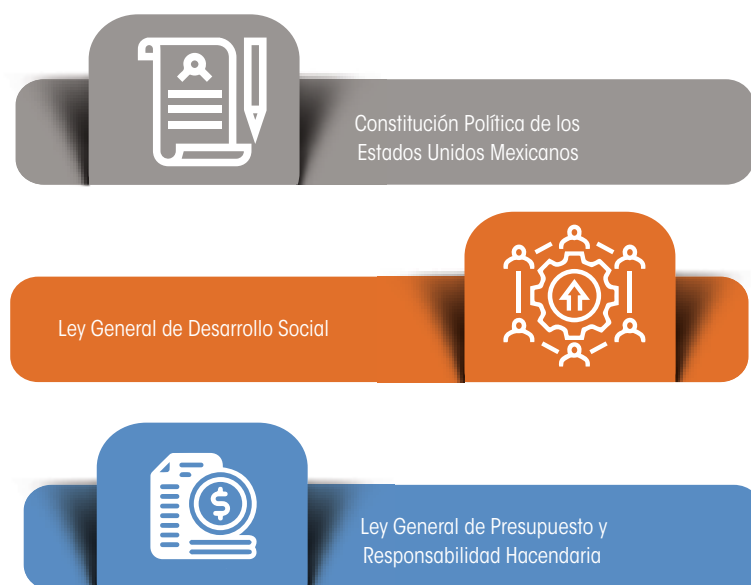 Constitución Política de los
Estados Unidos Mexicanos
Ley General de Desarrollo Social
Ley General de Presupuesto y
Responsabilidad Hacendaria